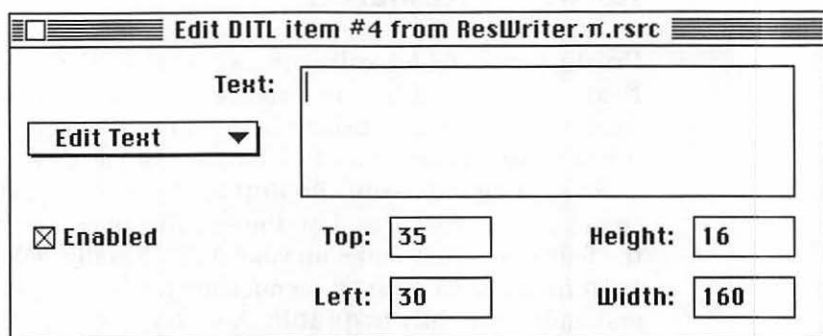 Edit DITL item #4 from ResWriter.π.rsrc
Text:
Edit Text
Enabled
Top: 35
Height: 16
Left: 30
Width: 160